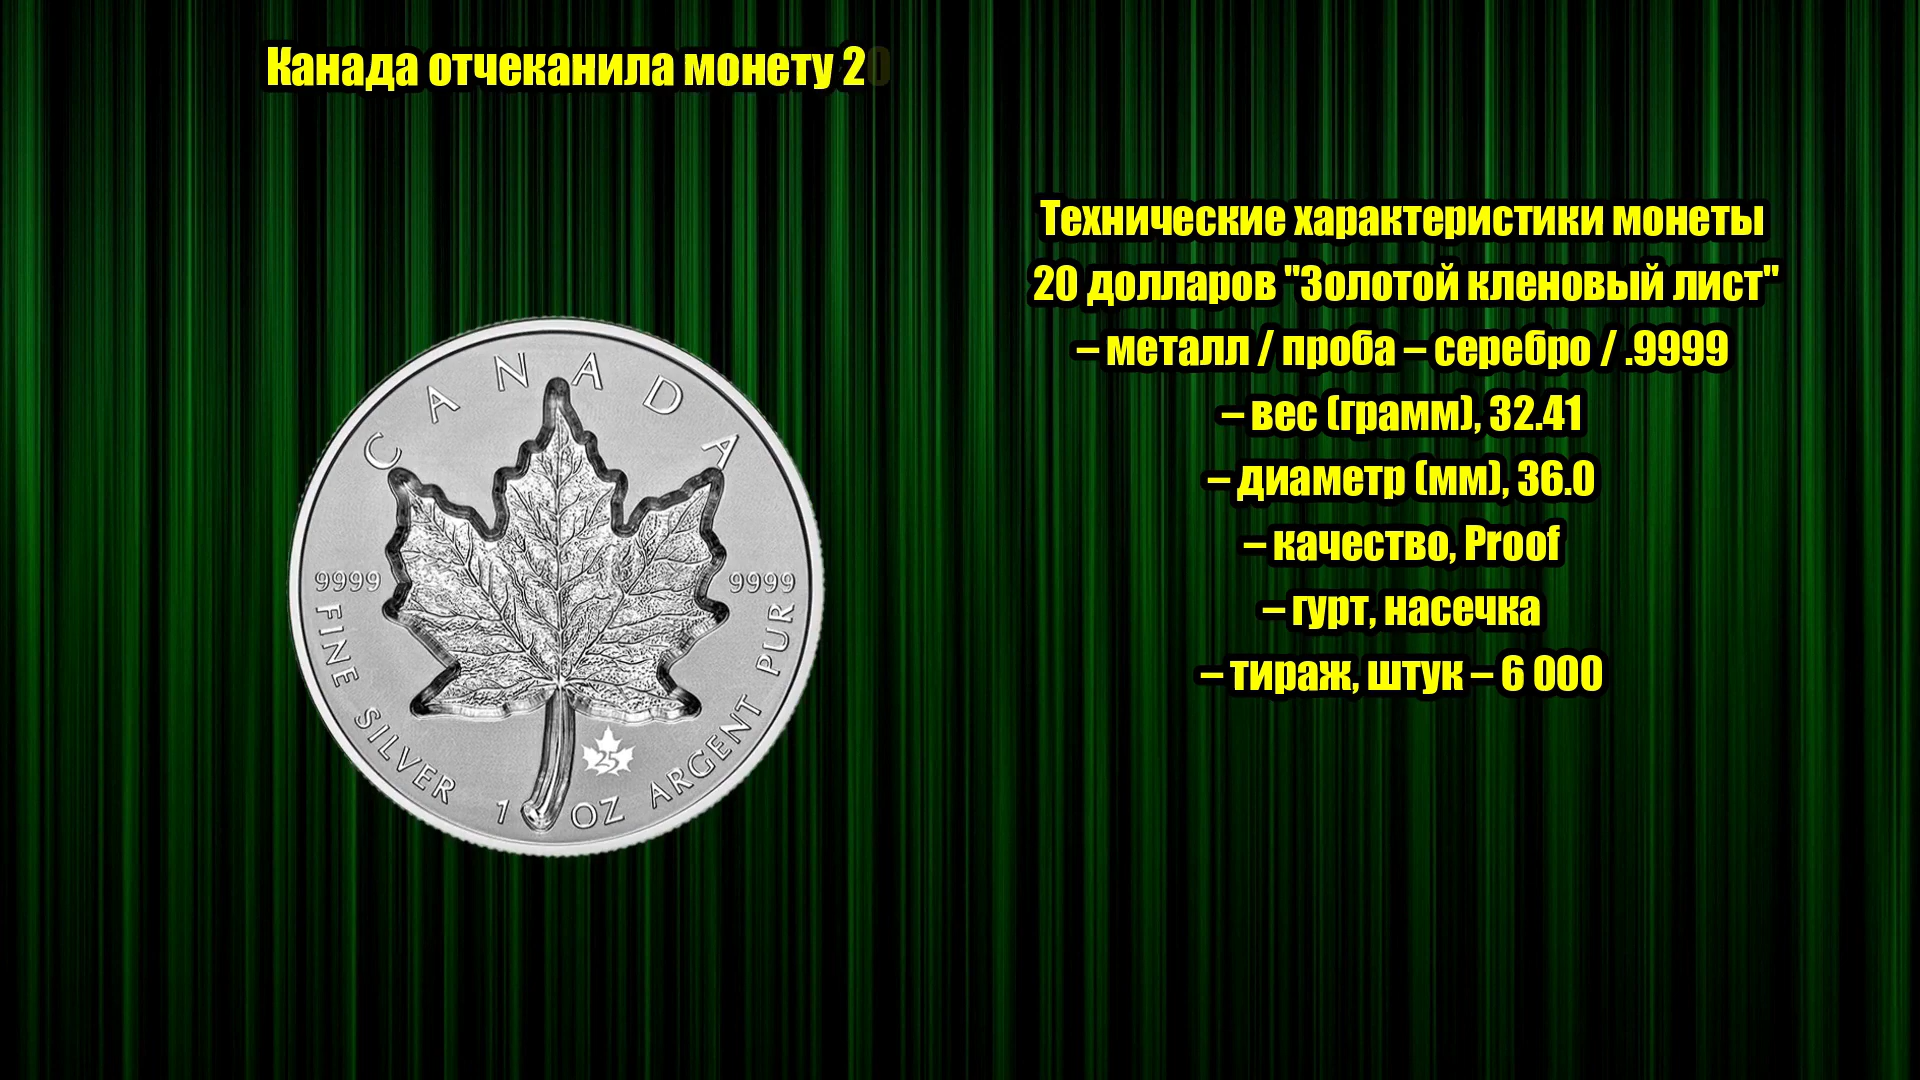 Канада отчеканила монету 20
Технические характеристики монеты
20 долларов "Золотой кленовый лист"
– металл / проба – серебро / .9999
– вес (грамм), 32.41
– диаметр (мм), 36.0
– качество, Proof
– гурт, насечка
– тираж, штук – 6 000
CANADA
9999 9999
FINE SILVER 1 OZ ARGENT PUR
25